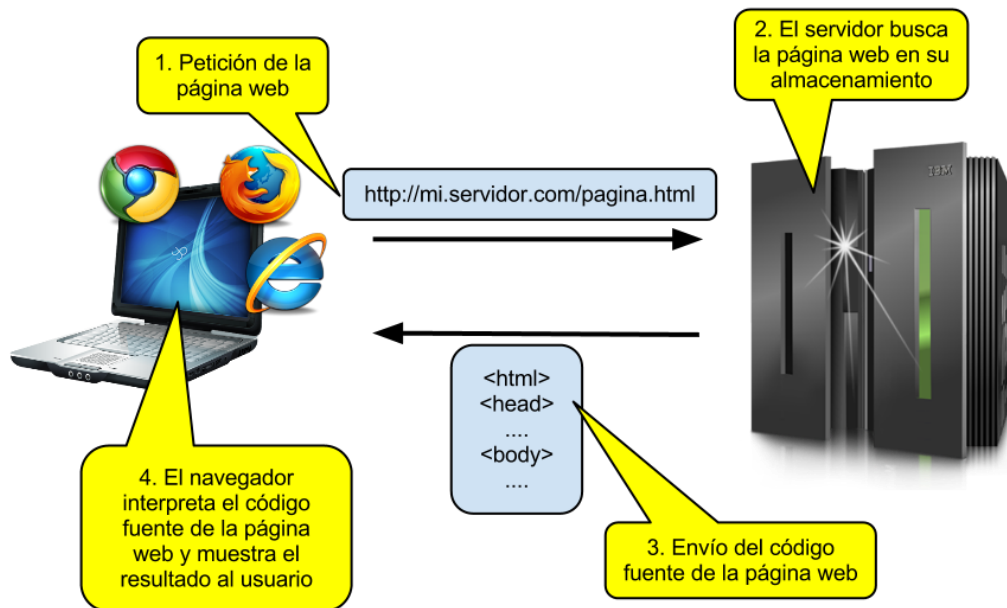 1. Petición de la
página web
2. El servidor busca
la página web en su
almacenamiento
http://mi.servidor.com/pagina.html
IBM
<html>
<head>
....
<body>
....
4. El navegador
interpreta el código
fuente de la página
web y muestra el
resultado al usuario
3. Envío del código
fuente de la página web